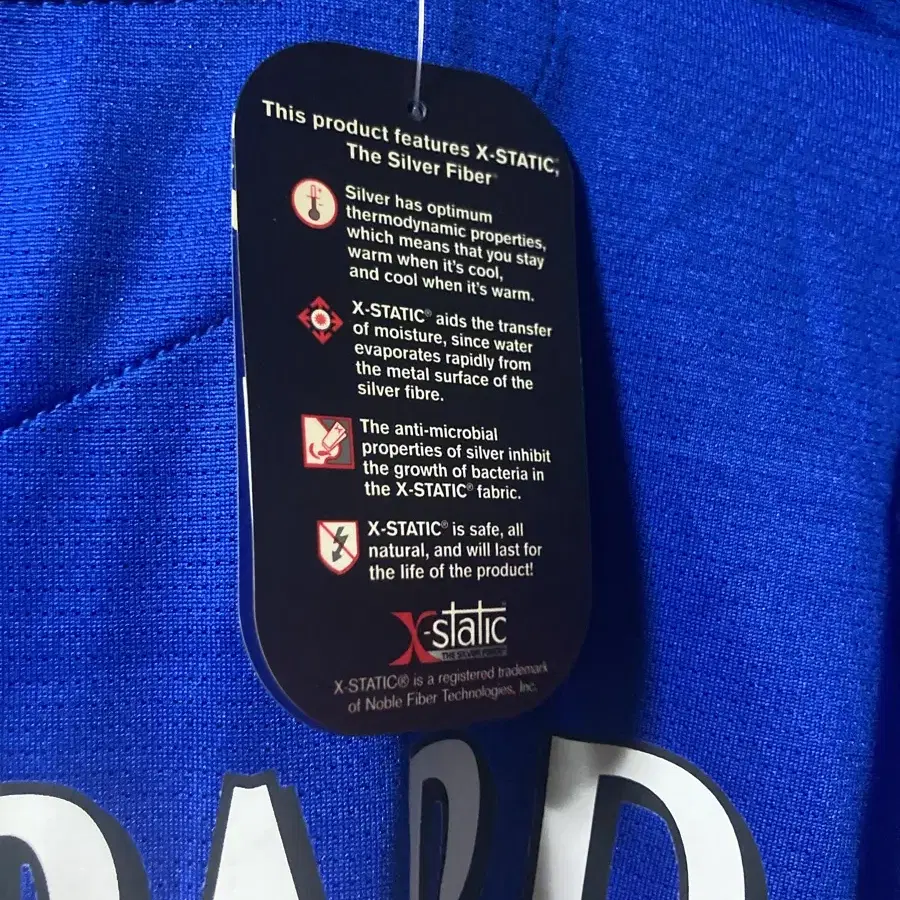 This product features X-STATIC®,
The Silver Fiber®
Silver has optimum
thermodynamic properties,
which means that you stay
warm when it's cool,
and cool when it's warm.
X-STATIC® aids the transfer
of moisture, since water
evaporates rapidly from
the metal surface of the
silver fibre.
The anti-microbial
properties of silver inhibit
the growth of bacteria in
the X-STATIC® fabric.
X-STATIC® is safe, all
natural, and will last for
the life of the product!
X-static
THE SILVER FIBER®
X-STATIC® is a registered trademark
of Noble Fiber Technologies, Inc.